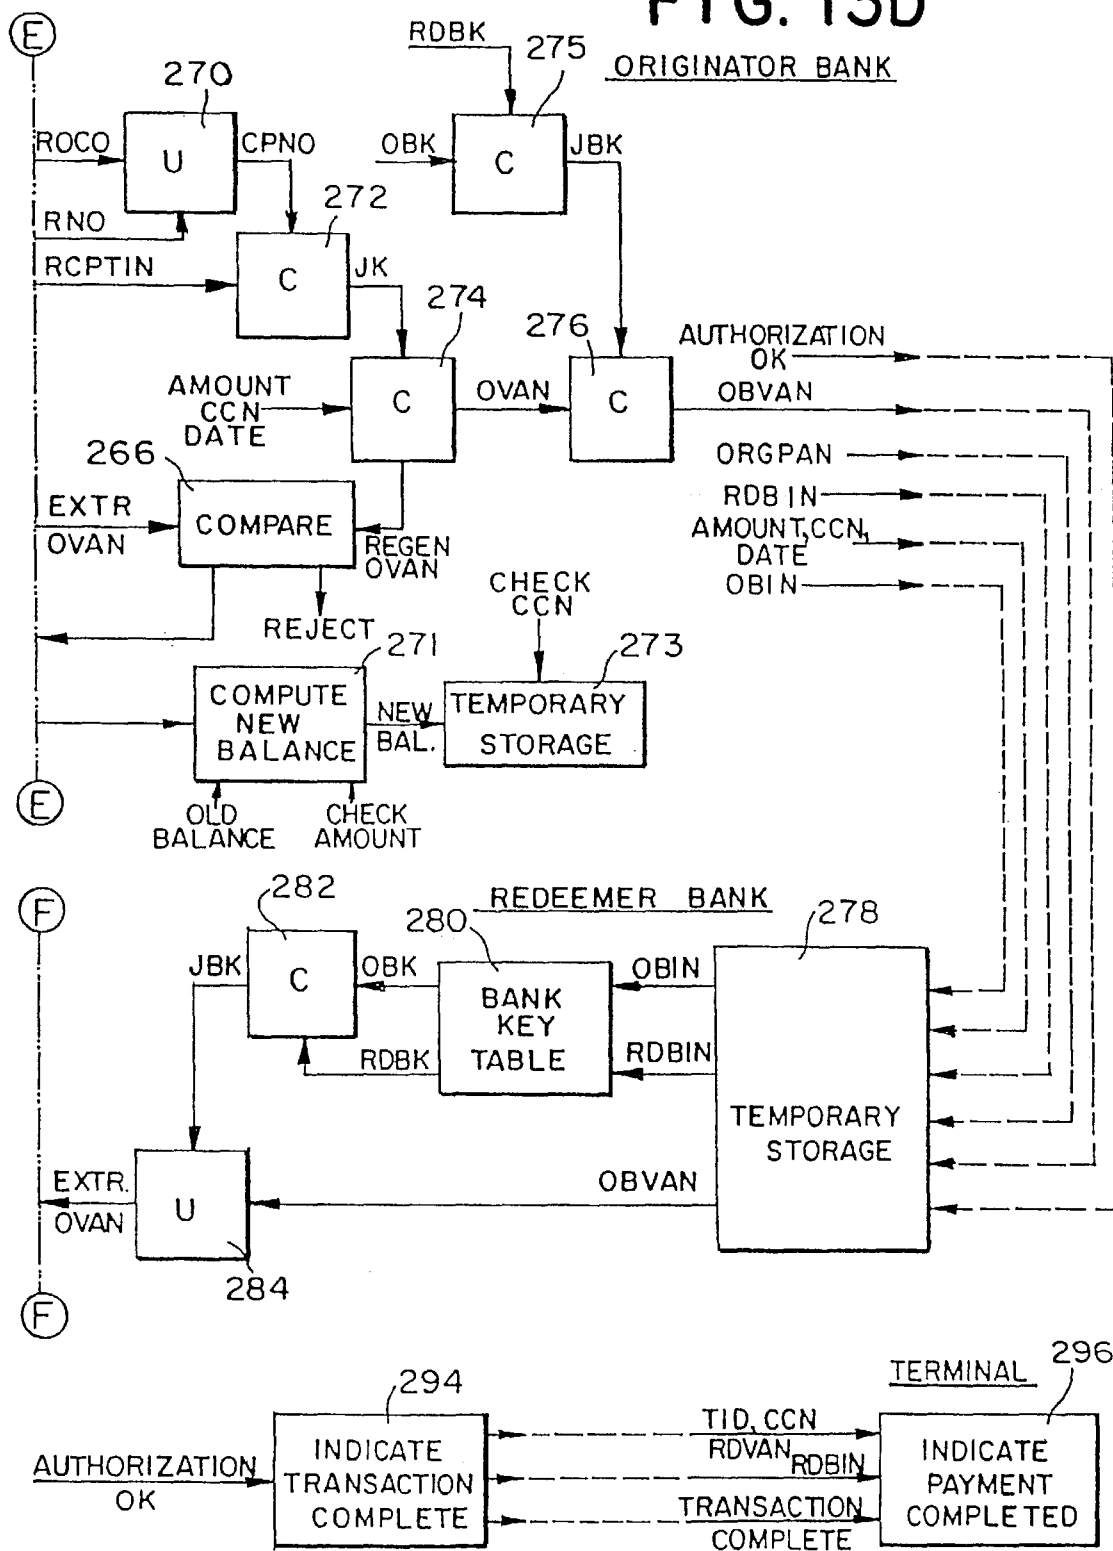 FIG. 13D
E
RDBK
275
ORIGINATOR BANK
270
ROCO
U
CPNO
OBK
C
JBK
RNO
272
RCPTIN
C
JK
274
276
AUTHORIZATION
OK
AMOUNT
CCN
DATE
C
OVAN
C
OBVAN
266
ORGPAN
EXTR
OVAN
COMPARE
REGEN
OVAN
RDBIN
AMOUNT,CCN,
DATE
CHECK
CCN
OBIN
REJECT
271
273
COMPUTE
NEW
BALANCE
NEW
BAL.
TEMPORARY
STORAGE
E
OLD
BALANCE
CHECK
AMOUNT
F
282
REDEEMER BANK
280
278
JBK
C
OBK
BANK
KEY
TABLE
OBIN
RDBK
RDBIN
TEMPORARY
STORAGE
EXTR.
OVAN
U
OBVAN
284
F
294
TERMINAL
296
AUTHORIZATION
OK
INDICATE
TRANSACTION
COMPLETE
TID,CCN
RDVAN
RDBIN
TRANSACTION
COMPLETE
INDICATE
PAYMENT
COMPLETED